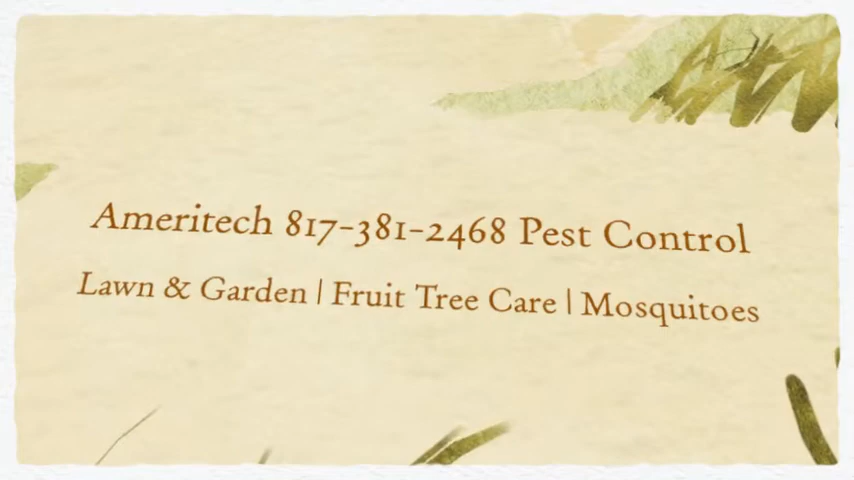 Ameritech 817-381-2468 Pest Control
Lawn & Garden | Fruit Tree Care | Mosquitoes